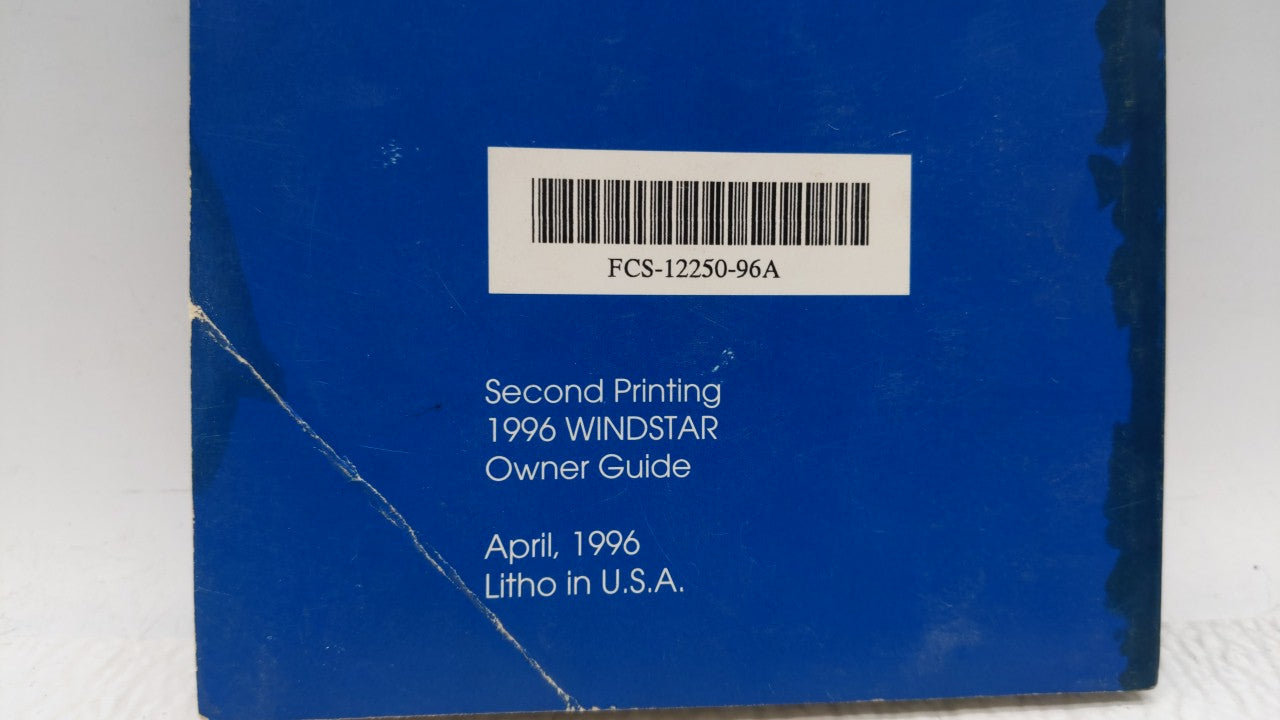 FCS-12250-96A
Second Printing
1996 WINDSTAR
Owner Guide
April, 1996
Litho in U.S.A.